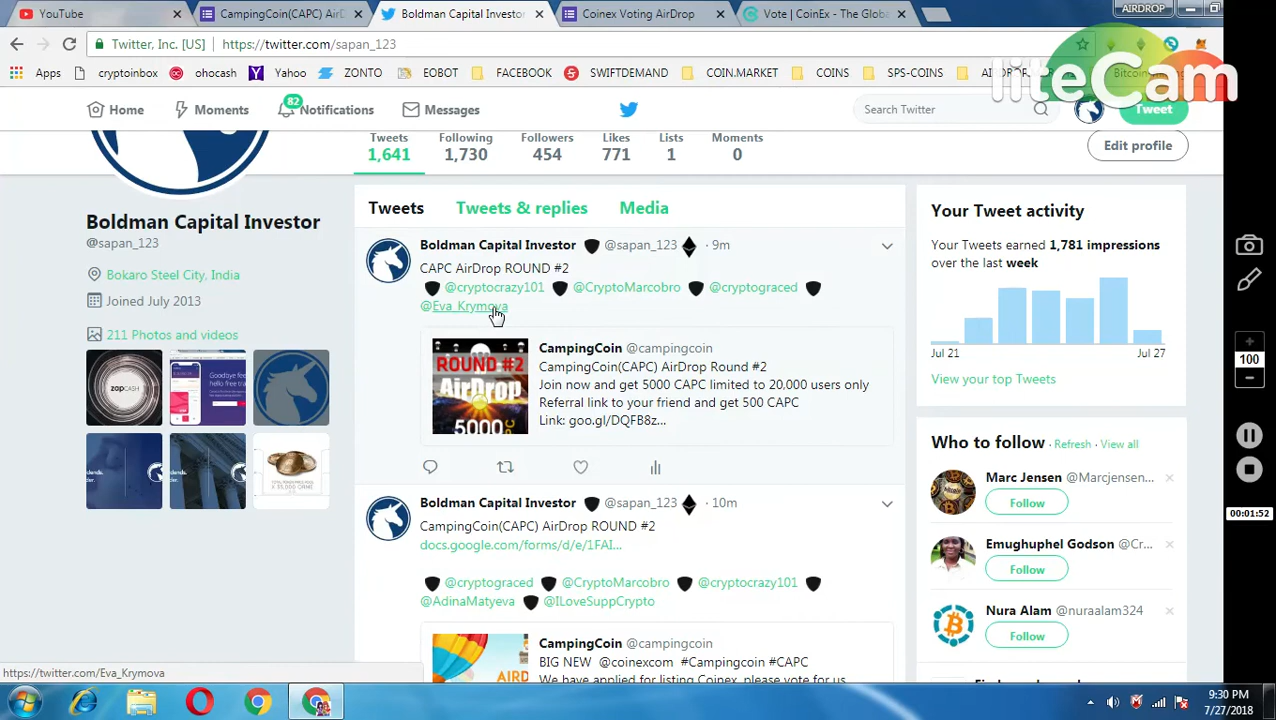 YouTube
CampingCoin(CAPC) AirDrop
Boldman Capital Investor
Coinex Voting AirDrop
Vote | CoinEx - The Globa
AIRDROP
Twitter, Inc. [US]
https://twitter.com/sapan_123
Apps
cryptoinbox
ohocash
Yahoo
ZONTO
EOBOT
FACEBOOK
SWIFTDEMAND
COIN.MARKET
COINS
SPS-COINS
liteCam
Home
Moments
82
Notifications
Messages
Search Twitter
Tweet
Tweets
1,641
Following
1,730
Followers
454
Likes
771
Lists
1
Moments
0
Edit profile
Boldman Capital Investor
@sapan_123
Bokaro Steel City, India
Joined July 2013
211 Photos and videos
Tweets
Tweets & replies
Media
Boldman Capital Investor @sapan_123 · 9m
CAPC AirDrop ROUND #2
@cryptocrazy101 @CryptoMarcobro @cryptograced
@Eva_Krymova
ROUND #2
AirDrop
5000
CampingCoin @campingcoin
CampingCoin(CAPC) AirDrop Round #2
Join now and get 5000 CAPC limited to 20.000 users only
Referral link to your friend and get 500 CAPC
Link: goo.gl/DQFB8z...
Boldman Capital Investor @sapan_123 · 10m
CampingCoin(CAPC) AirDrop ROUND #2
docs.google.com/forms/d/e/1FAI...
@cryptograced @CryptoMarcobro @cryptocrazy101
@AdinaMatyeva @ILoveSuppCrypto
CampingCoin @campingcoin
BIG NEW @coinexcom #Campingcoin #CAPC
We have applied for listing Coinex, please vote for us
Your Tweet activity
Your Tweets earned 1,781 impressions
over the last week
Jul 21
Jul 27
View your top Tweets
Who to follow · Refresh · View all
Marc Jensen @Marcjensen...
Follow
Emughuphel Godson @Cr...
Follow
Nura Alam @nuraalam324
Follow
100
00:01:52
https://twitter.com/Eva_Krymova
9:30 PM
7/27/2018